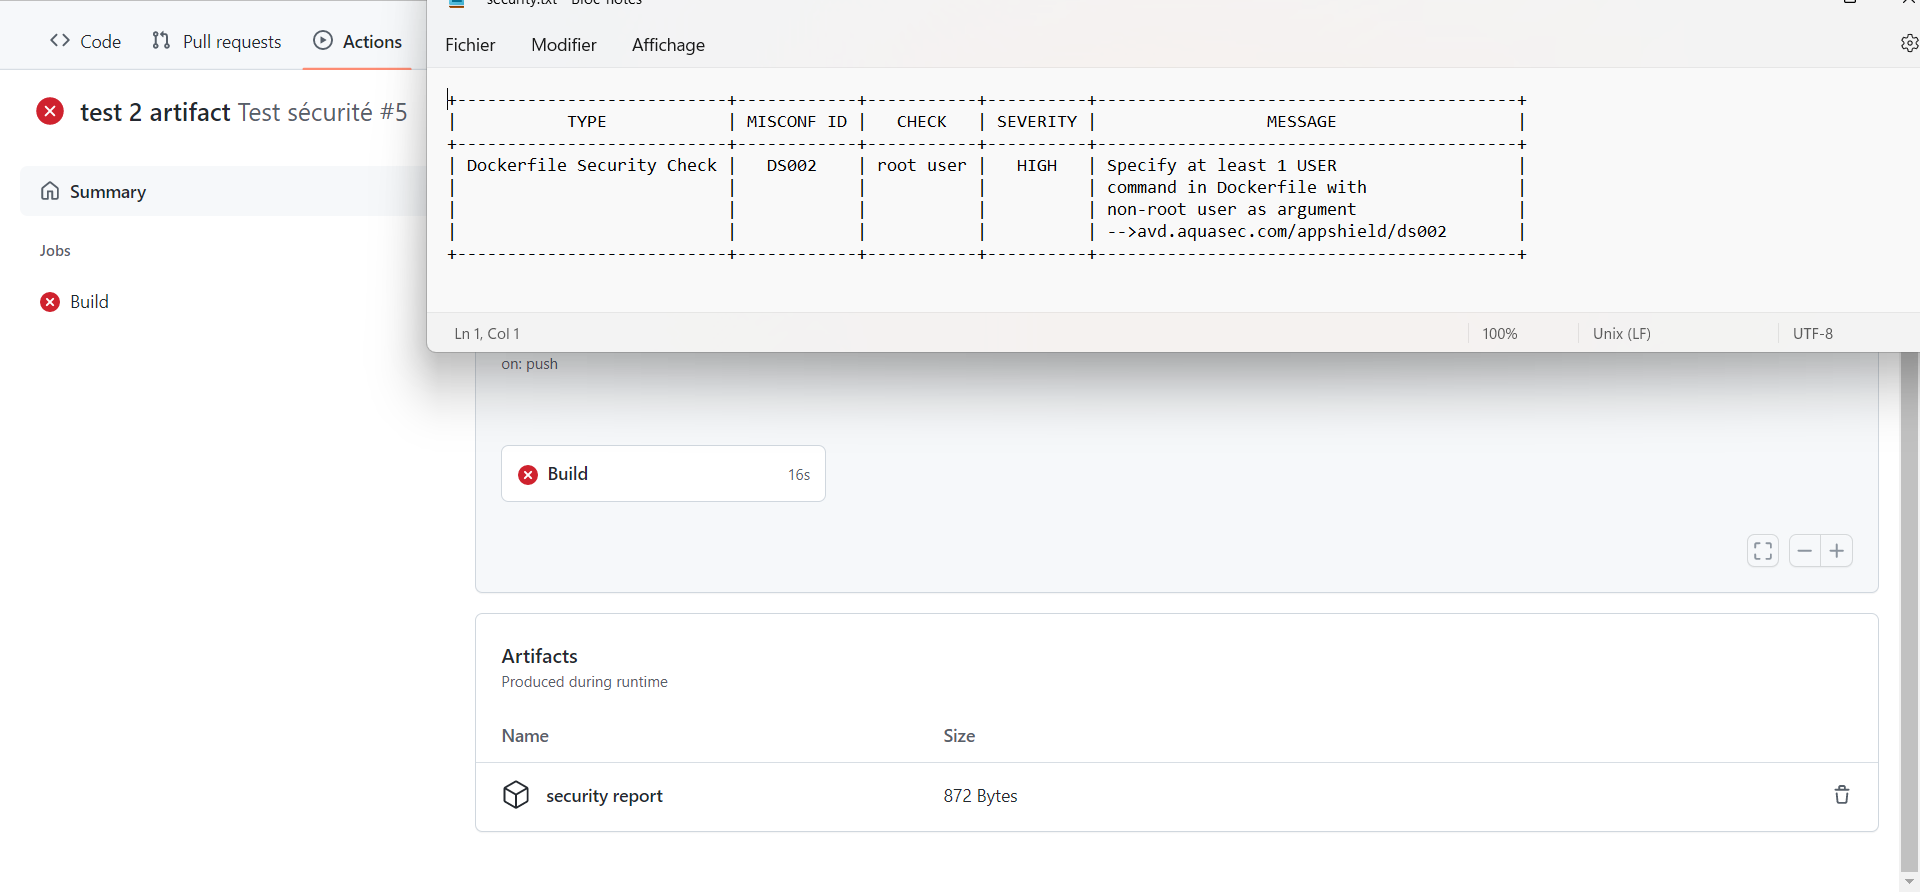 security.txt - Bloc-notes
Code
Pull requests
Actions
Fichier
Modifier
Affichage
test 2 artifact Test sécurité #5
Summary
Jobs
Build
+---------------------------+------------+-----------+----------+------------------------------------------+
| TYPE | MISCONF ID | CHECK | SEVERITY | MESSAGE |
+---------------------------+------------+-----------+----------+------------------------------------------+
| Dockerfile Security Check | DS002 | root user | HIGH | Specify at least 1 USER |
| | | | | command in Dockerfile with |
| | | | | non-root user as argument |
| | | | | -->avd.aquasec.com/appshield/ds002 |
+---------------------------+------------+-----------+----------+------------------------------------------+
Ln 1, Col 1
100%
Unix (LF)
UTF-8
on: push
Build
16s
Artifacts
Produced during runtime
Name
Size
security report
872 Bytes